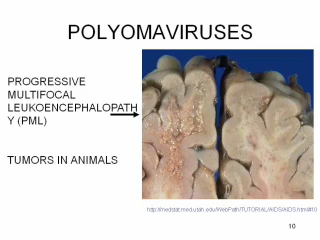 POLYOMAVIRUSES
PROGRESSIVE
MULTIFOCAL
LEUKOENCEPHALOPATH
Y (PML)
TUMORS IN ANIMALS
http://medstat.med.utah.edu/WebPath/TUTORIAL/AIDS/AIDS.html#10
10